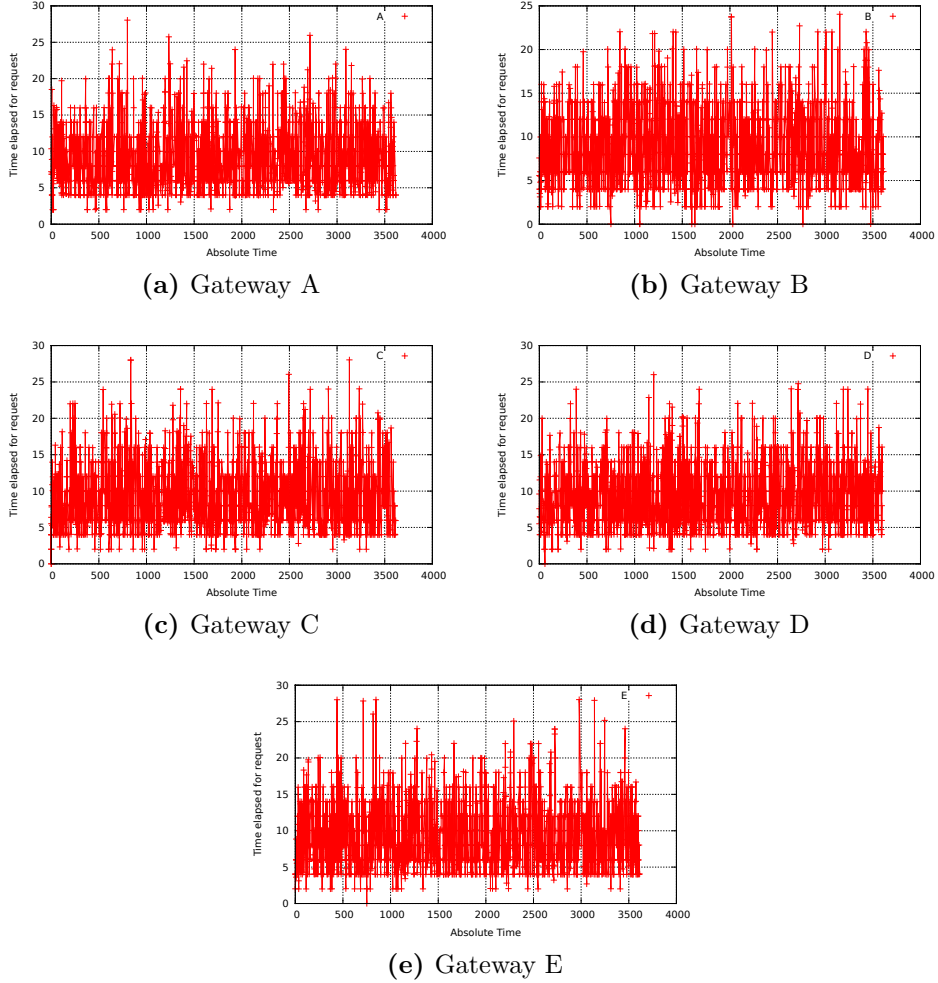 30
25
20
15
10
5
0
0 500 1000 1500 2000 2500 3000 3500 4000
Time elapsed for request
Absolute Time
A
(a) Gateway A
25
20
15
10
5
0
0 500 1000 1500 2000 2500 3000 3500 4000
Time elapsed for request
Absolute Time
B
(b) Gateway B
30
25
20
15
10
5
0
0 500 1000 1500 2000 2500 3000 3500 4000
Time elapsed for request
Absolute Time
C
(c) Gateway C
30
25
20
15
10
5
0
0 500 1000 1500 2000 2500 3000 3500 4000
Time elapsed for request
Absolute Time
D
(d) Gateway D
30
25
20
15
10
5
0
0 500 1000 1500 2000 2500 3000 3500 4000
Time elapsed for request
Absolute Time
E
(e) Gateway E